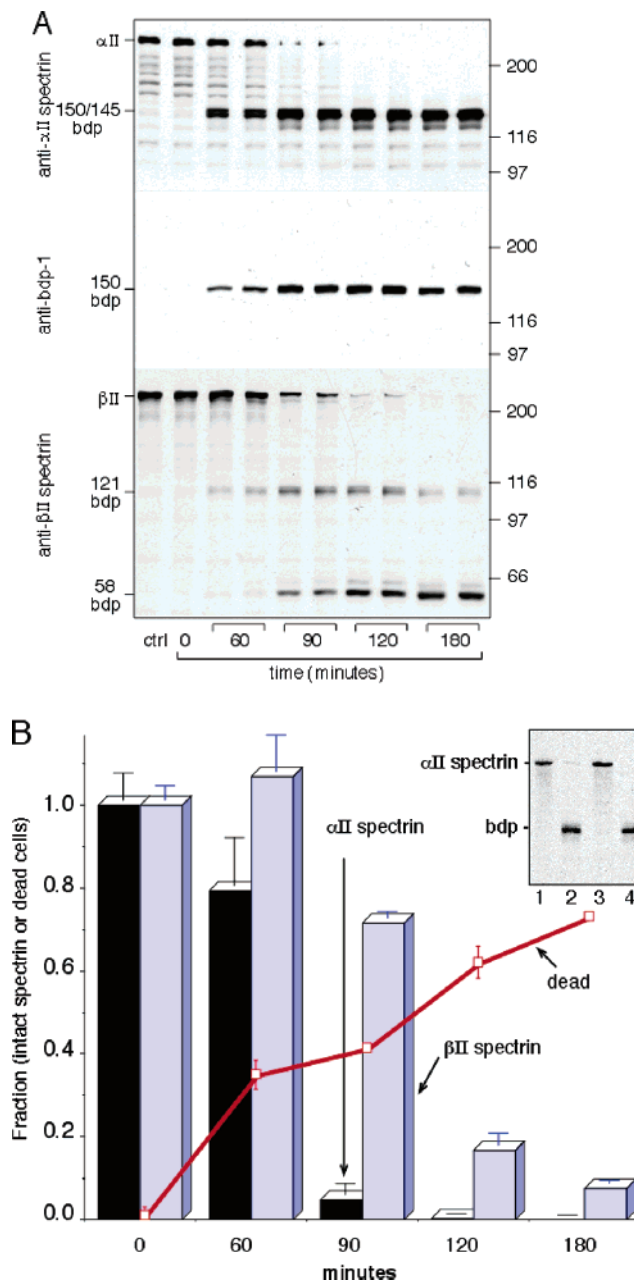 A
anti-αII spectrin
αII
150/145
bdp
200
116
97
anti-bdp-1
150
bdp
200
116
97
anti-βII spectrin
βII
121
bdp
58
bdp
200
116
97
66
ctrl 0 60 90 120 180
time (minutes)
B
Fraction (intact spectrin or dead cells)
1.0
0.8
0.6
0.4
0.2
0.0
αII spectrin
αII spectrin
bdp
1 2 3 4
dead
βII spectrin
0 60 90 120 180
minutes